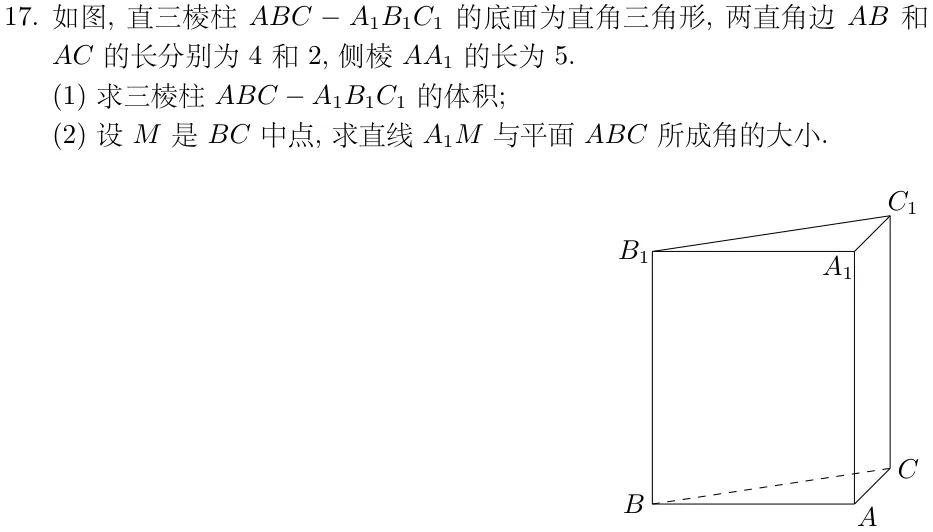 17. 如图, 直三棱柱 ABC − A₁B₁C₁ 的底面为直角三角形, 两直角边 AB 和
AC 的长分别为 4 和 2, 侧棱 AA₁ 的长为 5.
(1) 求三棱柱 ABC − A₁B₁C₁ 的体积;
(2) 设 M 是 BC 中点, 求直线 A₁M 与平面 ABC 所成角的大小.
C₁
B₁
A₁
C
B
A